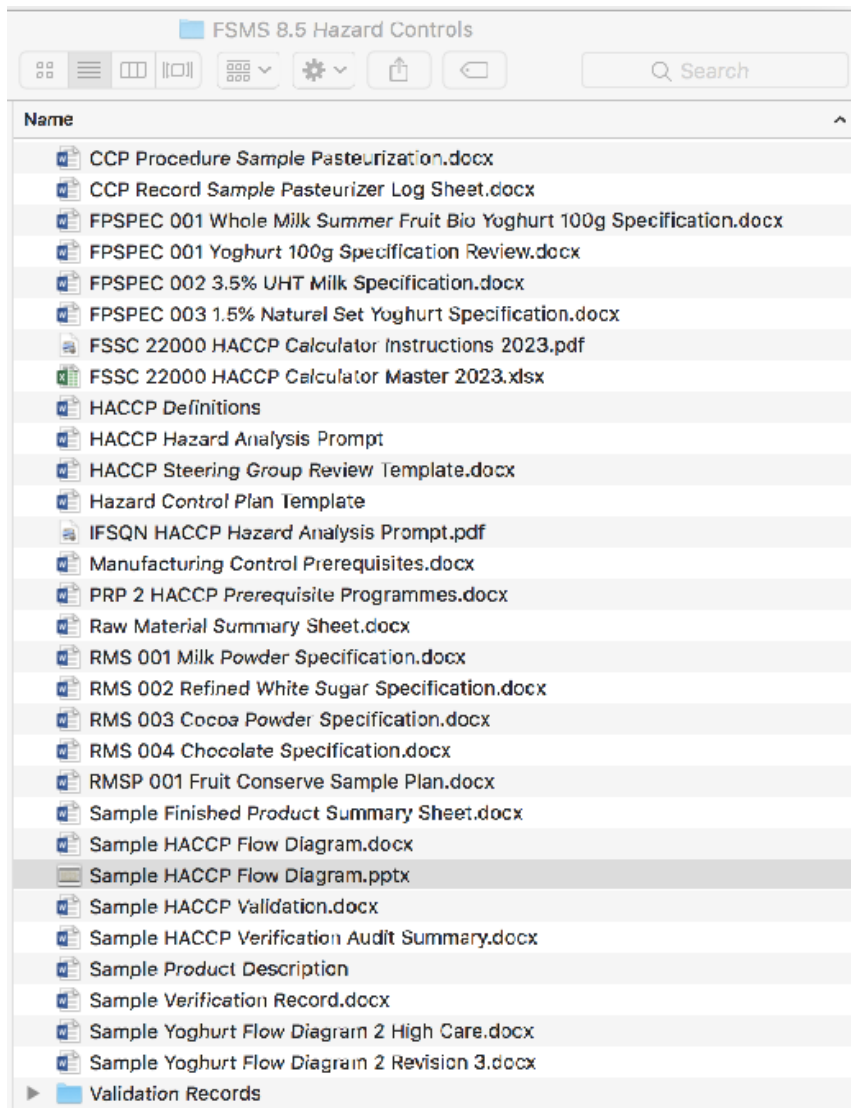 FSMS 8.5 Hazard Controls
Search
Name
CCP Procedure Sample Pasteurization.docx
CCP Record Sample Pasteurizer Log Sheet.docx
FPSPEC 001 Whole Milk Summer Fruit Bio Yoghurt 100g Specification.docx
FPSPEC 001 Yoghurt 100g Specification Review.docx
FPSPEC 002 3.5% UHT Milk Specification.docx
FPSPEC 003 1.5% Natural Set Yoghurt Specification.docx
FSSC 22000 HACCP Calculator Instructions 2023.pdf
FSSC 22000 HACCP Calculator Master 2023.xlsx
HACCP Definitions
HACCP Hazard Analysis Prompt
HACCP Steering Group Review Template.docx
Hazard Control Plan Template
IFSQN HACCP Hazard Analysis Prompt.pdf
Manufacturing Control Prerequisites.docx
PRP 2 HACCP Prerequisite Programmes.docx
Raw Material Summary Sheet.docx
RMS 001 Milk Powder Specification.docx
RMS 002 Refined White Sugar Specification.docx
RMS 003 Cocoa Powder Specification.docx
RMS 004 Chocolate Specification.docx
RMSP 001 Fruit Conserve Sample Plan.docx
Sample Finished Product Summary Sheet.docx
Sample HACCP Flow Diagram.docx
Sample HACCP Flow Diagram.pptx
Sample HACCP Validation.docx
Sample HACCP Verification Audit Summary.docx
Sample Product Description
Sample Verification Record.docx
Sample Yoghurt Flow Diagram 2 High Care.docx
Sample Yoghurt Flow Diagram 2 Revision 3.docx
Validation Records